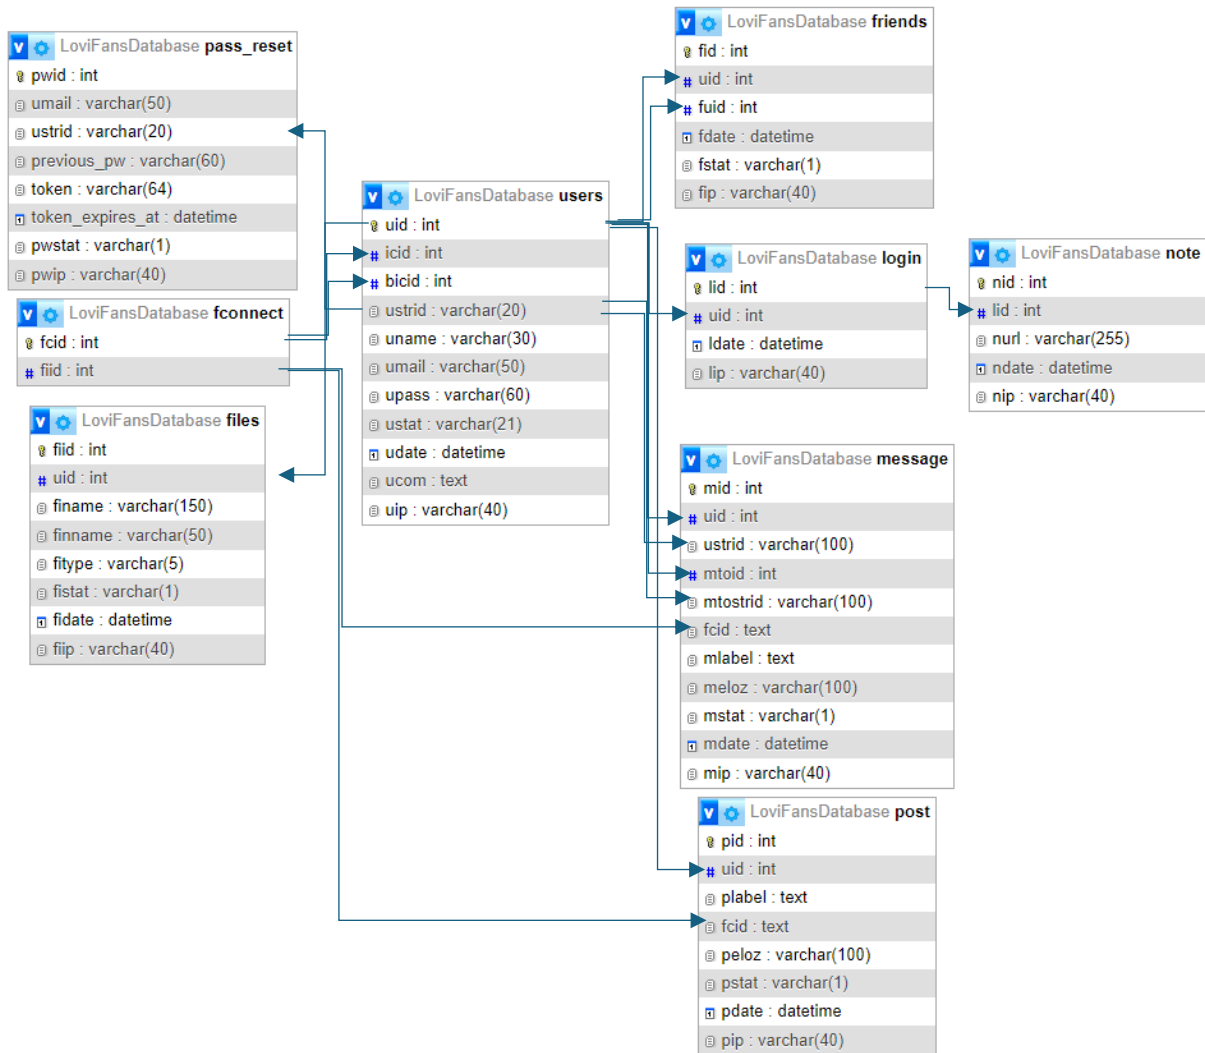 LoviFansDatabase pass_reset
pwid : int
umail : varchar(50)
ustrid : varchar(20)
previous_pw : varchar(60)
token : varchar(64)
token_expires_at : datetime
pwstat : varchar(1)
pwip : varchar(40)
LoviFansDatabase fconnect
fcid : int
fiid : int
LoviFansDatabase files
fiid : int
uid : int
finame : varchar(150)
finname : varchar(50)
fitype : varchar(5)
fistat : varchar(1)
fidate : datetime
fiip : varchar(40)
LoviFansDatabase users
uid : int
icid : int
bicid : int
ustrid : varchar(20)
uname : varchar(30)
umail : varchar(50)
upass : varchar(60)
ustat : varchar(21)
udate : datetime
ucom : text
uip : varchar(40)
LoviFansDatabase friends
fid : int
uid : int
fuid : int
fdate : datetime
fstat : varchar(1)
fip : varchar(40)
LoviFansDatabase login
lid : int
uid : int
ldate : datetime
lip : varchar(40)
LoviFansDatabase note
nid : int
lid : int
nurl : varchar(255)
ndate : datetime
nip : varchar(40)
LoviFansDatabase message
mid : int
uid : int
ustrid : varchar(100)
mtoid : int
mtostrid : varchar(100)
fcid : text
mlabel : text
meloz : varchar(100)
mstat : varchar(1)
mdate : datetime
mip : varchar(40)
LoviFansDatabase post
pid : int
uid : int
plabel : text
fcid : text
peloz : varchar(100)
pstat : varchar(1)
pdate : datetime
pip : varchar(40)